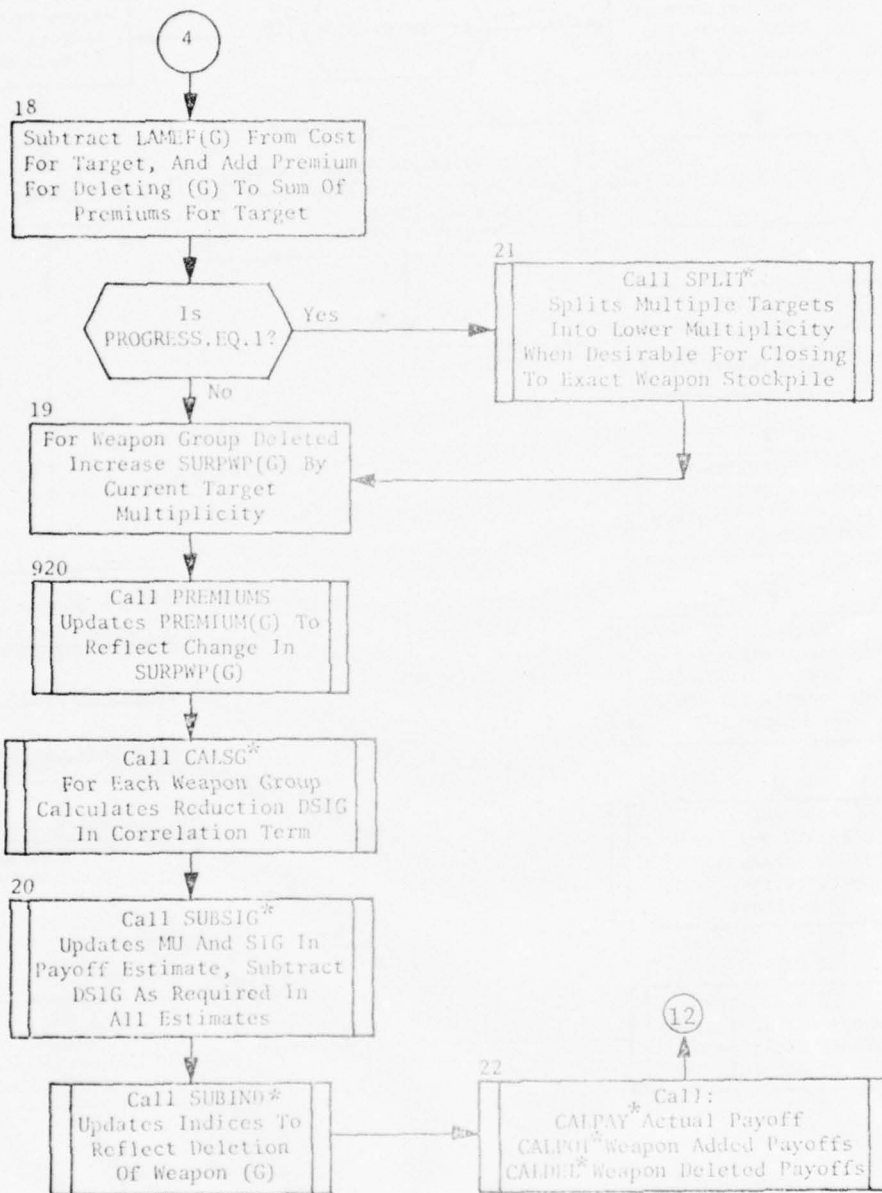 4
18
Subtract LAMEF(G) From Cost
For Target, And Add Premium
For Deleting (G) To Sum Of
Premiums For Target
Is
PROGRESS.EQ.1?
Yes
No
21
Call SPLIT*
Splits Multiple Targets
Into Lower Multiplicity
When Desirable For Closing
To Exact Weapon Stockpile
19
For Weapon Group Deleted
Increase SURPWP(G) By
Current Target
Multiplicity
920
Call PREMIUMS
Updates PREMIUM(G) To
Reflect Change In
SURPWP(G)
Call CALSG*
For Each Weapon Group
Calculates Reduction DSIG
In Correlation Term
20
Call SUBSIG*
Updates MU And SIG In
Payoff Estimate, Subtract
DSIG As Required In
All Estimates
Call SUBIND*
Updates Indices To
Reflect Deletion
Of Weapon (G)
12
22
Call:
CALPAY* Actual Payoff
CALPOT* Weapon Added Payoffs
CALDEL* Weapon Deleted Payoffs